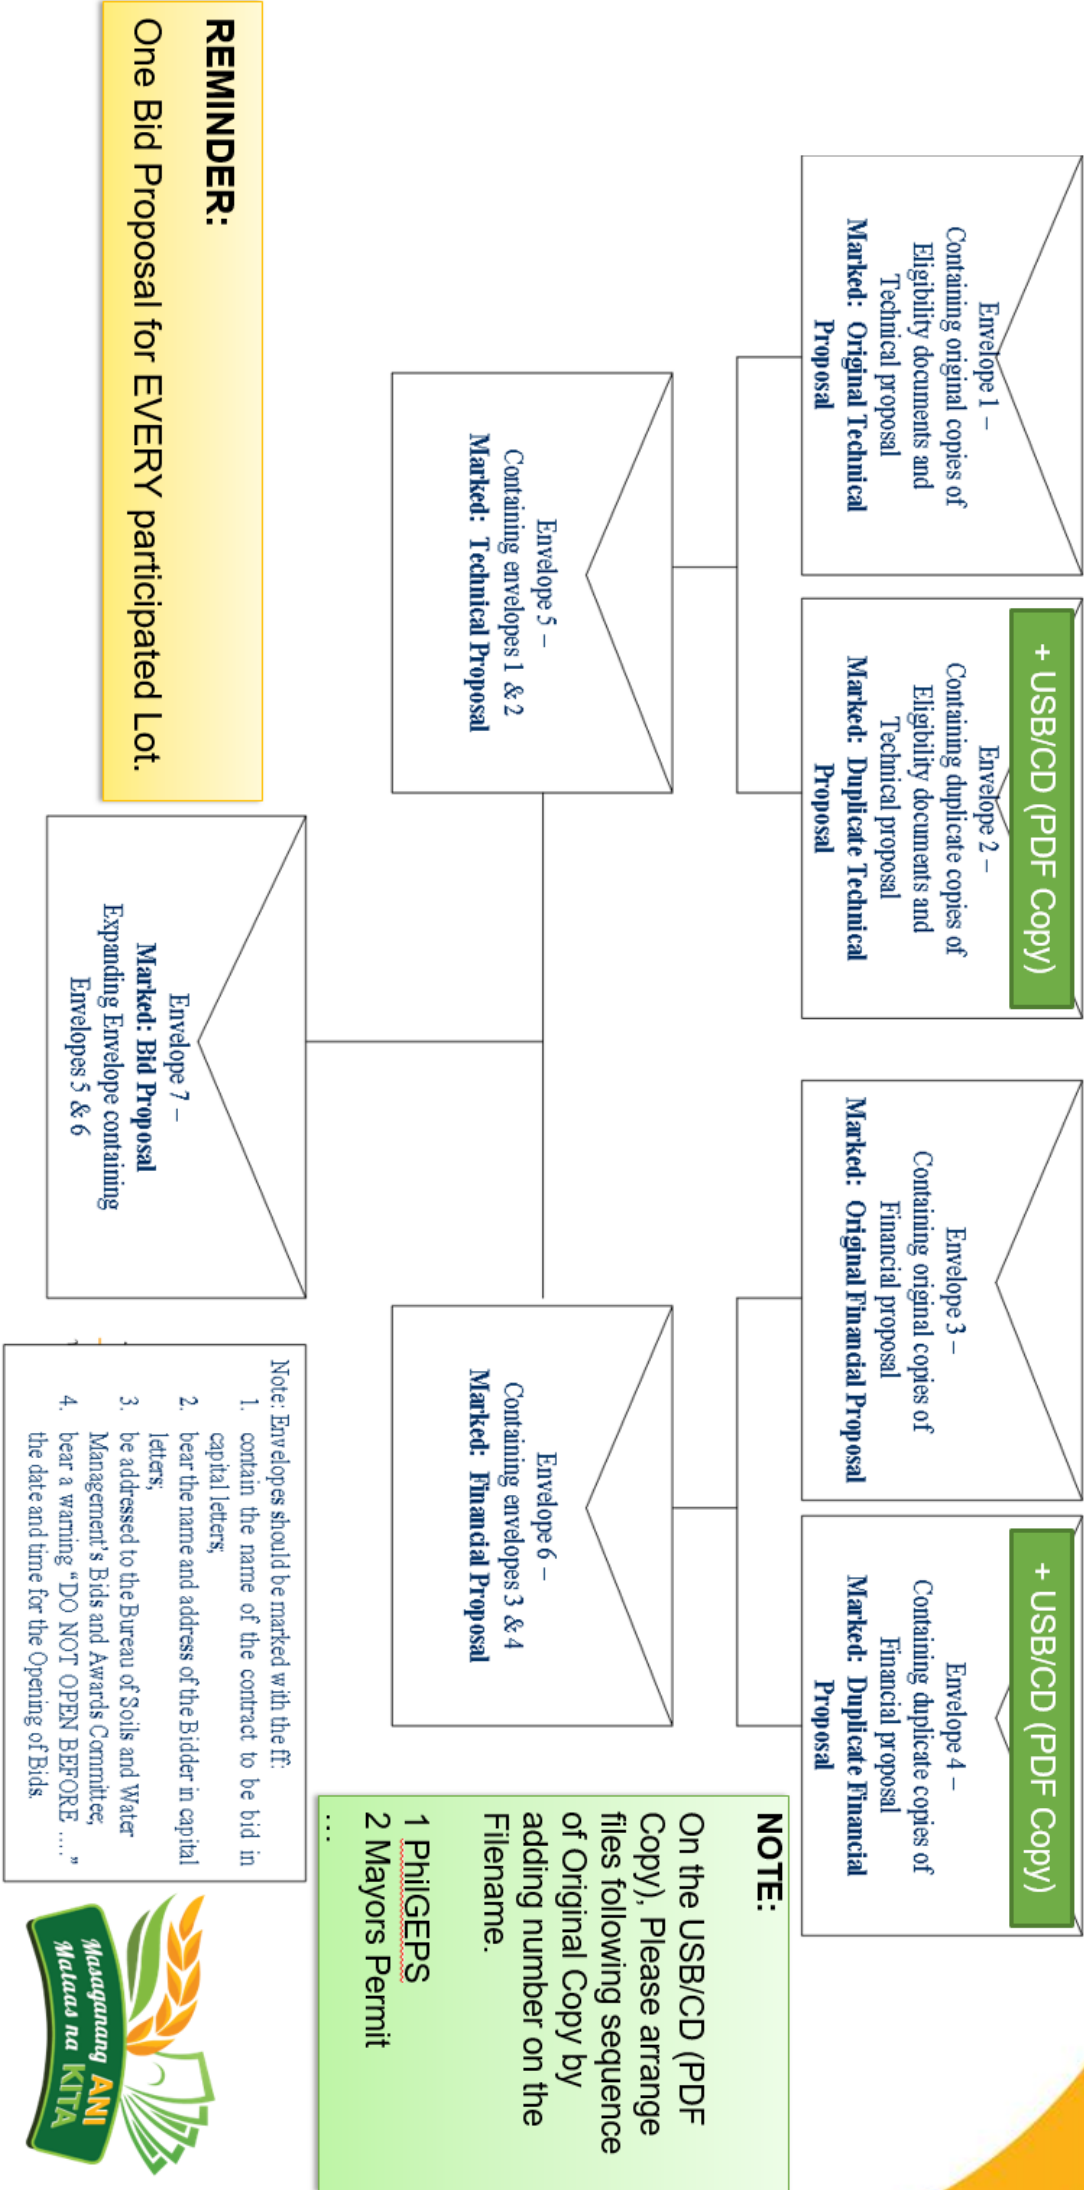 Envelope 1 –
Containing original copies of
Eligibility documents and
Technical proposal
Marked: Original Technical
Proposal
+ USB/CD (PDF Copy)
Envelope 2 –
Containing duplicate copies of
Eligibility documents and
Technical proposal
Marked: Duplicate Technical
Proposal
Envelope 3 –
Containing original copies of
Financial proposal
Marked: Original Financial Proposal
+ USB/CD (PDF Copy)
Envelope 4 –
Containing duplicate copies of
Financial proposal
Marked: Duplicate Financial
Proposal
Envelope 5 –
Containing envelopes 1 & 2
Marked: Technical Proposal
Envelope 6 –
Containing envelopes 3 & 4
Marked: Financial Proposal
NOTE:
On the USB/CD (PDF
Copy), Please arrange
files following sequence
of Original Copy by
adding number on the
Filename.
1 PhilGEPS
2 Mayors Permit
...
REMINDER:
One Bid Proposal for EVERY participated Lot.
Envelope 7 –
Marked: Bid Proposal
Expanding Envelope containing
Envelopes 5 & 6
Note: Envelopes should be marked with the ff:
1. contain the name of the contract to be bid in
capital letters;
2. bear the name and address of the Bidder in capital
letters;
3. be addressed to the Bureau of Soils and Water
Management's Bids and Awards Committee;
4. bear a warning "DO NOT OPEN BEFORE ...."
the date and time for the Opening of Bids.
Masaganang ANI
Mataas na KITA